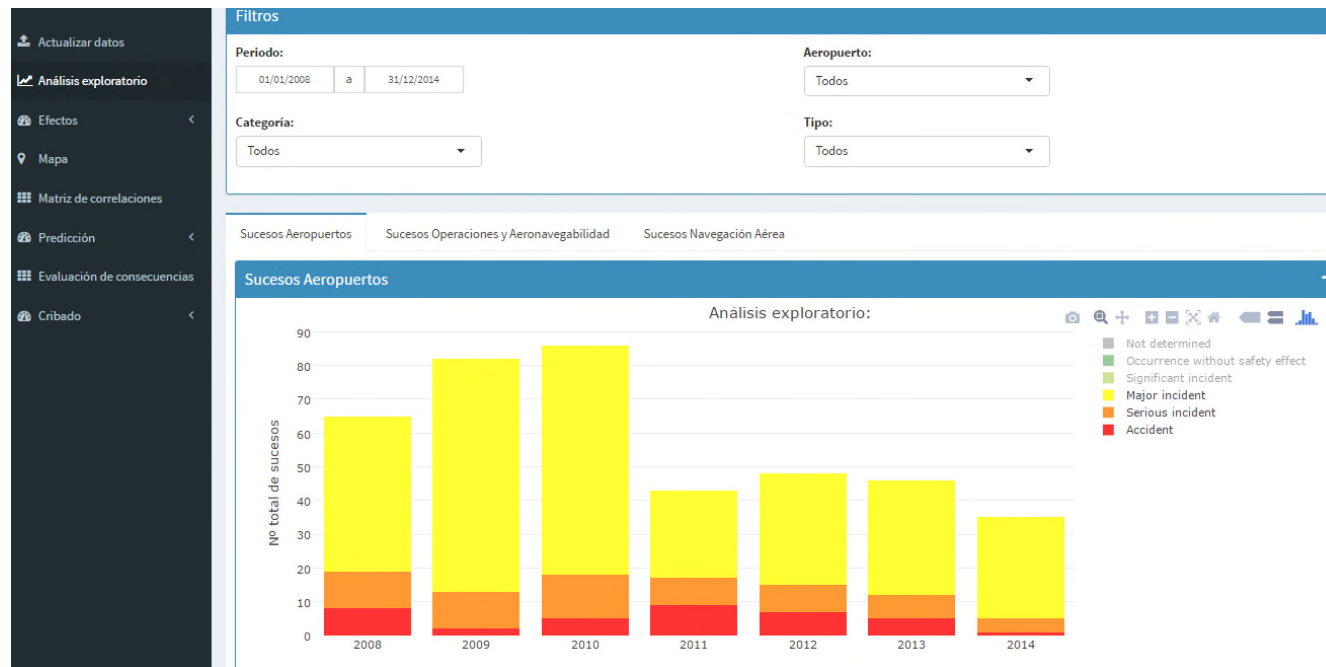 Filtros
Actualizar datos
Análisis exploratorio
Efectos
Mapa
Matriz de correlaciones
Predicción
Evaluación de consecuencias
Cribado
Periodo:
01/01/2008 a 31/12/2014
Aeropuerto:
Todos
Categoría:
Todos
Tipo:
Todos
Sucesos Aeropuertos
Sucesos Operaciones y Aeronavegabilidad
Sucesos Navegación Aérea
Sucesos Aeropuertos
Análisis exploratorio:
Nº total de sucesos
90
80
70
60
50
40
30
20
10
0
2008 2009 2010 2011 2012 2013 2014
Not determined
Occurrence without safety effect
Significant incident
Major incident
Serious incident
Accident